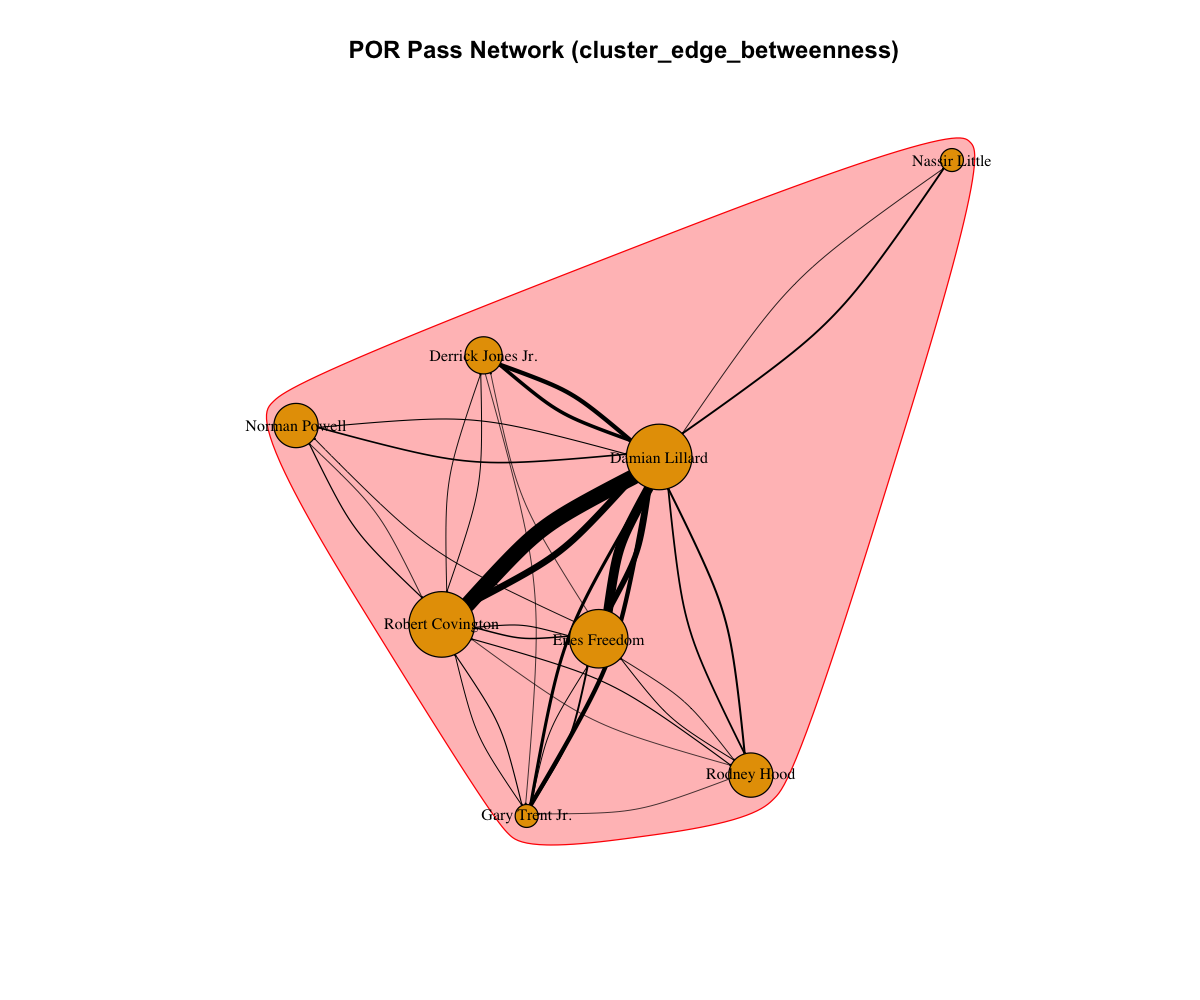 POR Pass Network (cluster_edge_betweenness)
Nassir Little
Derrick Jones Jr.
Norman Powell
Damian Lillard
Robert Covington
Enes Freedom
Rodney Hood
Gary Trent Jr.